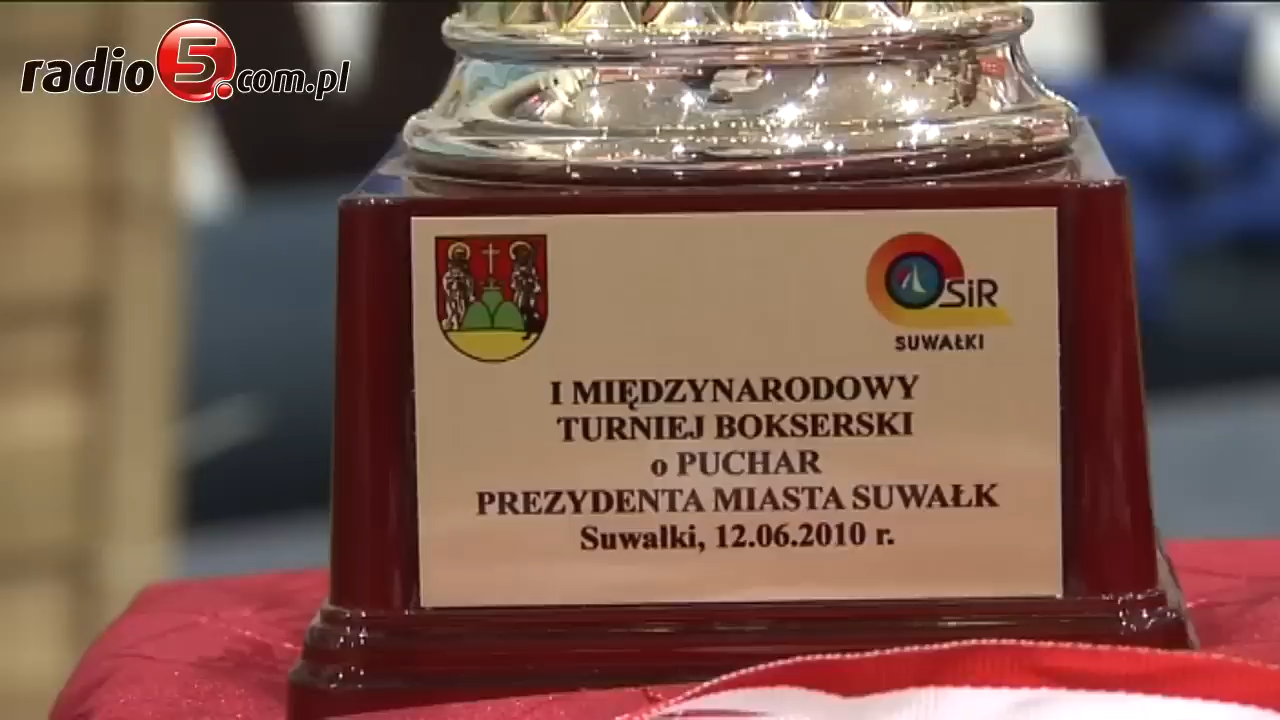 radio5.com.pl
OSiR
SUWAŁKI
I MIĘDZYNARODOWY
TURNIEJ BOKSERSKI
o PUCHAR
PREZYDENTA MIASTA SUWAŁK
Suwałki, 12.06.2010 r.